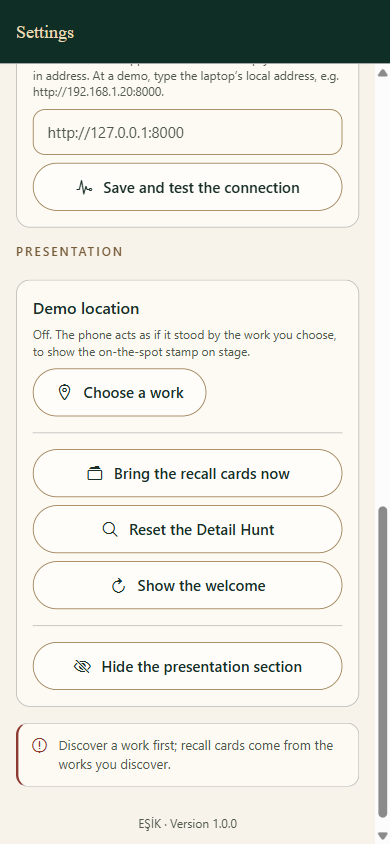 Settings
in address. At a demo, type the laptop's local address, e.g.
http://192.168.1.20:8000.
http://127.0.0.1:8000
Save and test the connection
PRESENTATION
Demo location
Off. The phone acts as if it stood by the work you choose,
to show the on-the-spot stamp on stage.
Choose a work
Bring the recall cards now
Reset the Detail Hunt
Show the welcome
Hide the presentation section
Discover a work first; recall cards come from the
works you discover.
EŞİK · Version 1.0.0